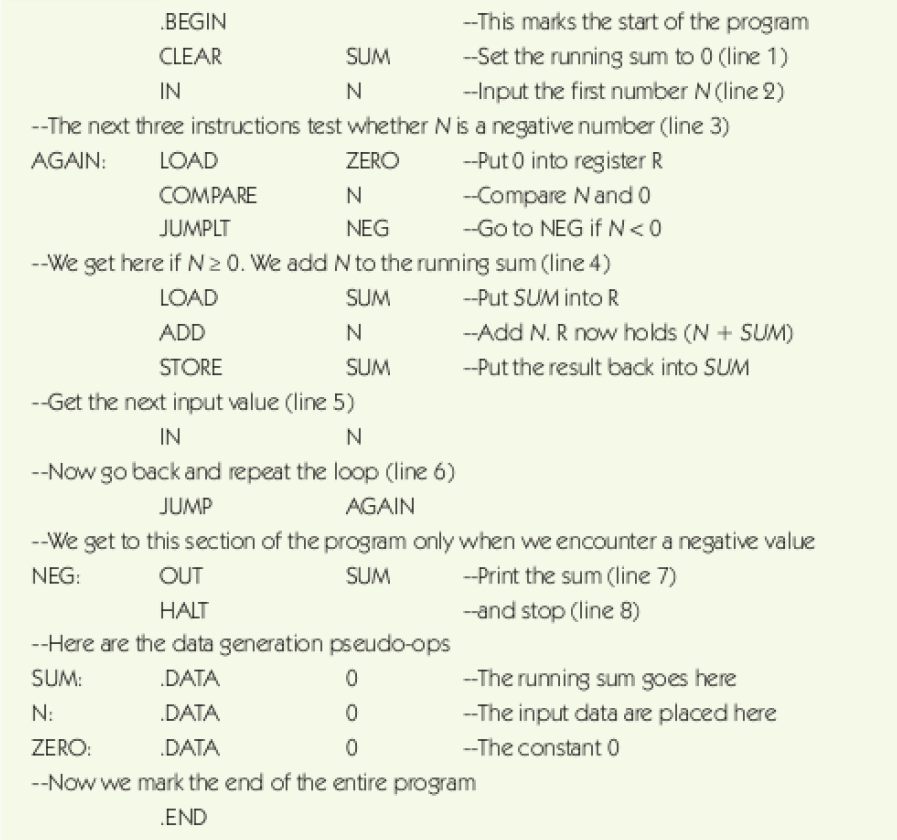 .BEGIN --This marks the start of the program
CLEAR SUM --Set the running sum to 0 (line 1)
IN N --Input the first number N (line 2)
--The next three instructions test whether N is a negative number (line 3)
AGAIN: LOAD ZERO --Put 0 into register R
COMPARE N --Compare N and 0
JUMPLT NEG --Go to NEG if N < 0
--We get here if N ≥ 0. We add N to the running sum (line 4)
LOAD SUM --Put SUM into R
ADD N --Add N. R now holds (N + SUM)
STORE SUM --Put the result back into SUM
--Get the next input value (line 5)
IN N
--Now go back and repeat the loop (line 6)
JUMP AGAIN
--We get to this section of the program only when we encounter a negative value
NEG: OUT SUM --Print the sum (line 7)
HALT --and stop (line 8)
--Here are the data generation pseudo-ops
SUM: .DATA 0 --The running sum goes here
N: .DATA 0 --The input data are placed here
ZERO: .DATA 0 --The constant 0
--Now we mark the end of the entire program
.END